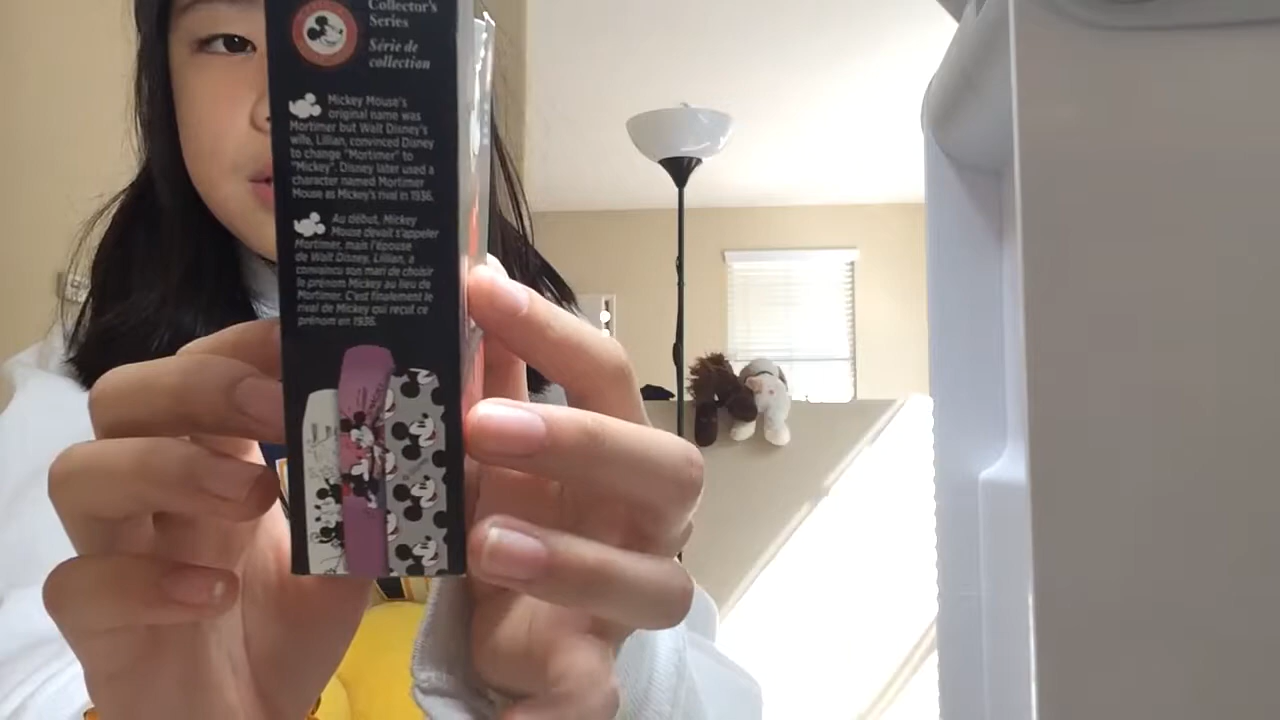 Collector's
Series
Série de
collection
Mickey Mouse's
original name was
Mortimer but Walt Disney's
wife, Lillian, convinced Disney
to change "Mortimer" to
"Mickey". Disney later used a
character named Mortimer
Mouse as Mickey's rival in 1936.
Au début, Mickey
Mouse devait s'appeler
Mortimer, mais l'épouse
de Walt Disney, Lillian, a
convaincu son mari de choisir
le prénom Mickey au lieu de
Mortimer. C'est finalement le
rival de Mickey qui reçut ce
prénom en 1936.